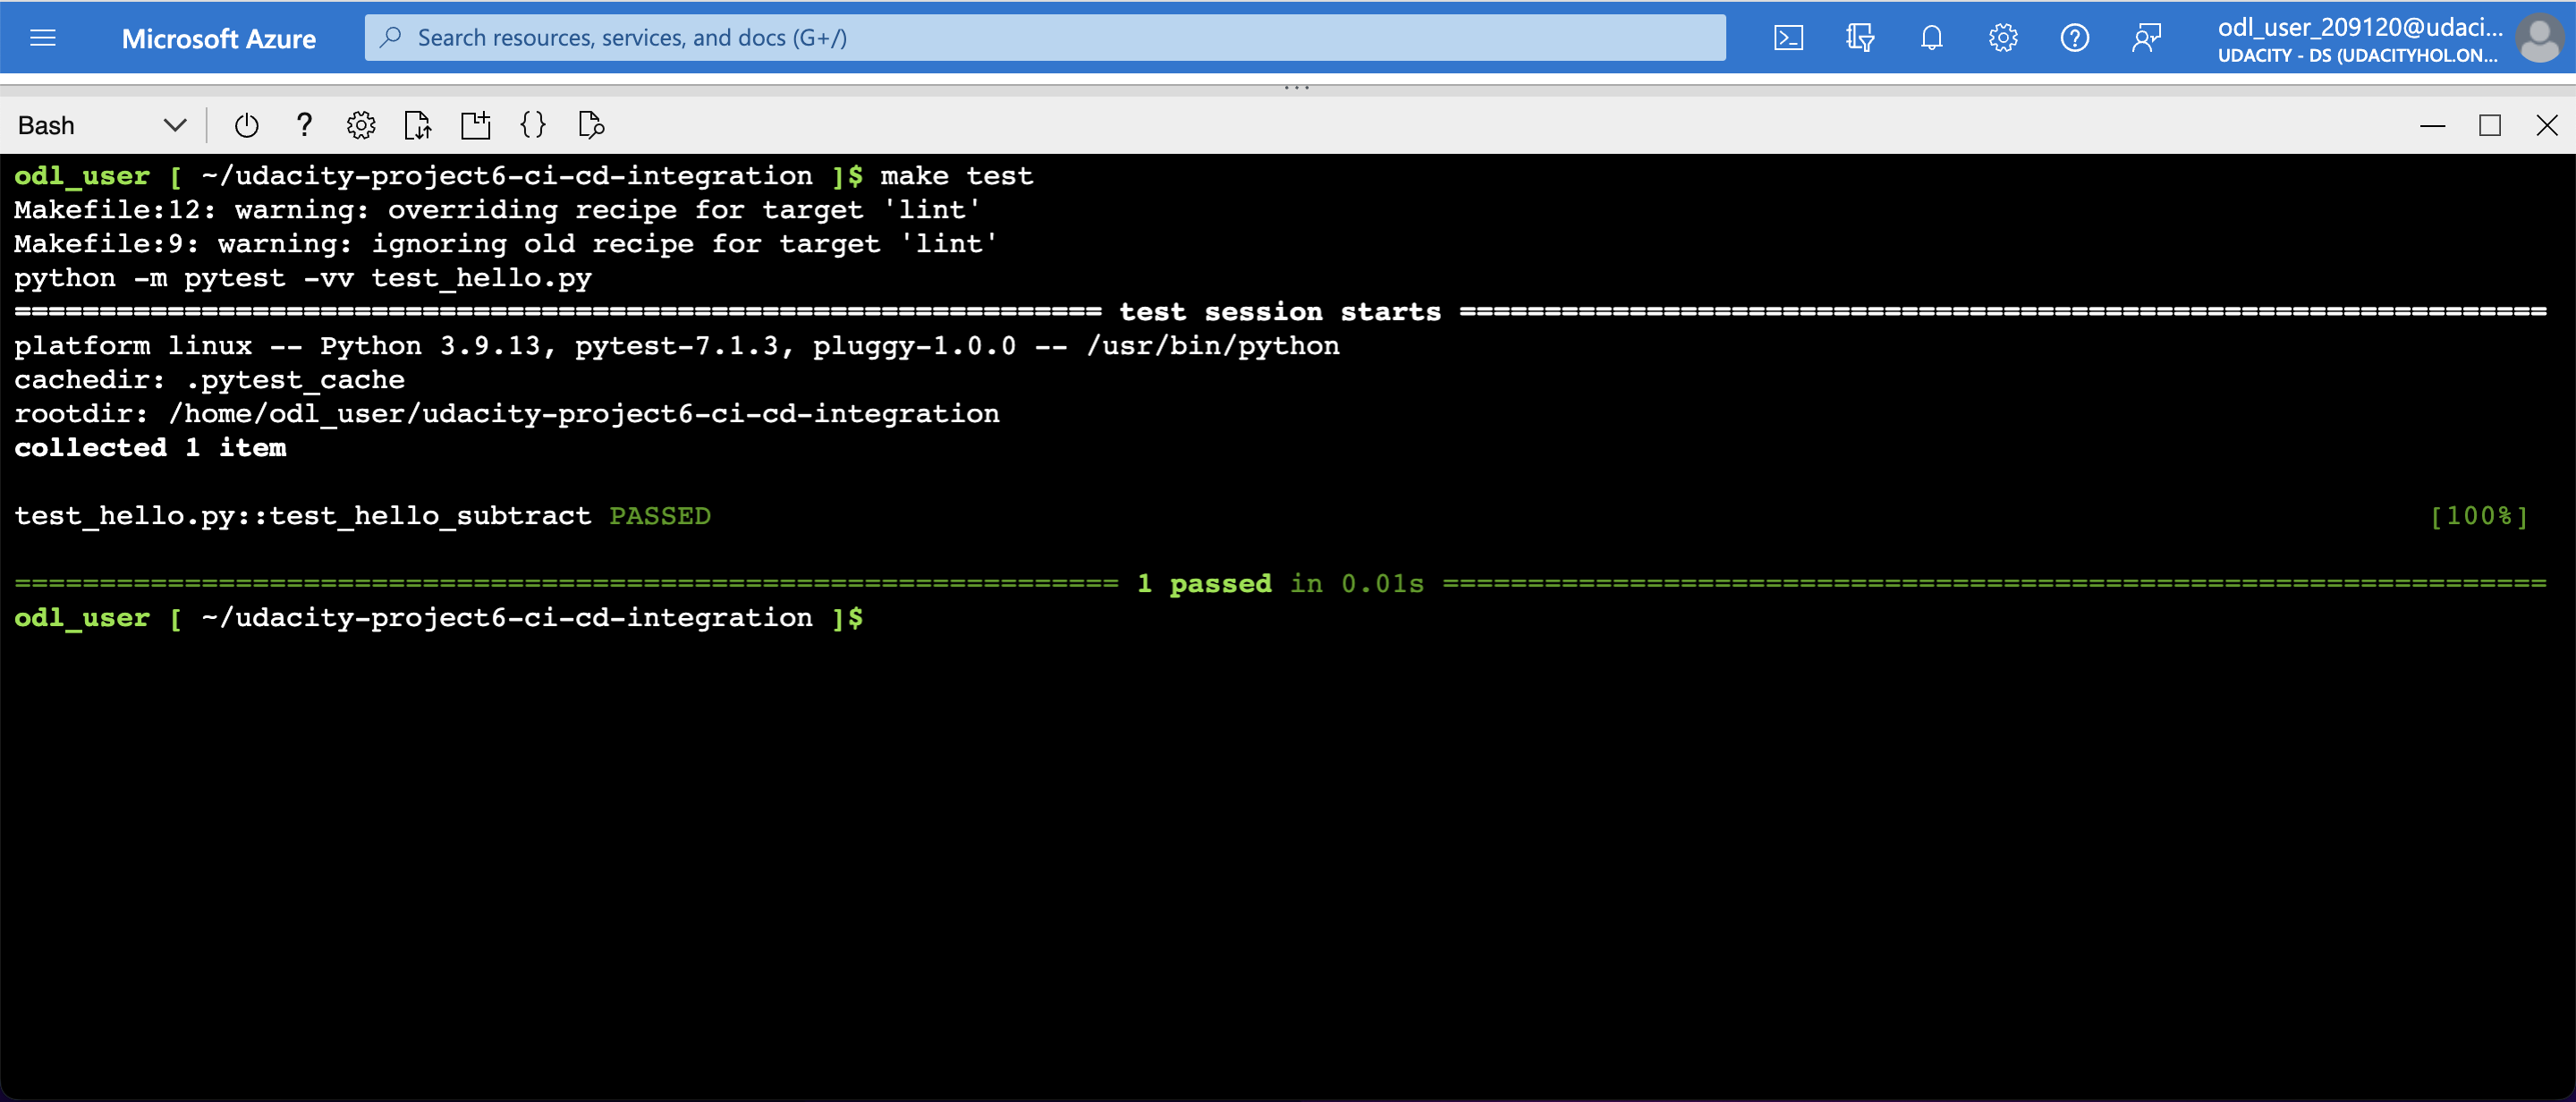 Microsoft Azure
Search resources, services, and docs (G+/)
odl_user_209120@udaci...
UDACITY - DS (UDACITYHOL.ON...
Bash
odl_user [ ~/udacity-project6-ci-cd-integration ]$ make test
Makefile:12: warning: overriding recipe for target 'lint'
Makefile:9: warning: ignoring old recipe for target 'lint'
python -m pytest -vv test_hello.py
================================================================ test session starts ================================================================
platform linux -- Python 3.9.13, pytest-7.1.3, pluggy-1.0.0 -- /usr/bin/python
cachedir: .pytest_cache
rootdir: /home/odl_user/udacity-project6-ci-cd-integration
collected 1 item
test_hello.py::test_hello_subtract PASSED [100%]
================================================================= 1 passed in 0.01s =================================================================
odl_user [ ~/udacity-project6-ci-cd-integration ]$